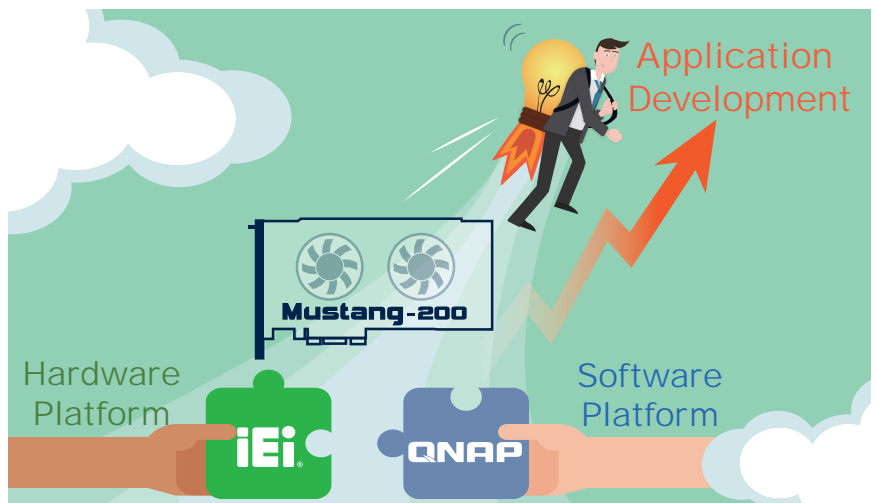 Application
Development
Mustang-200
Hardware
Platform
iEi®
Software
Platform
QNAP